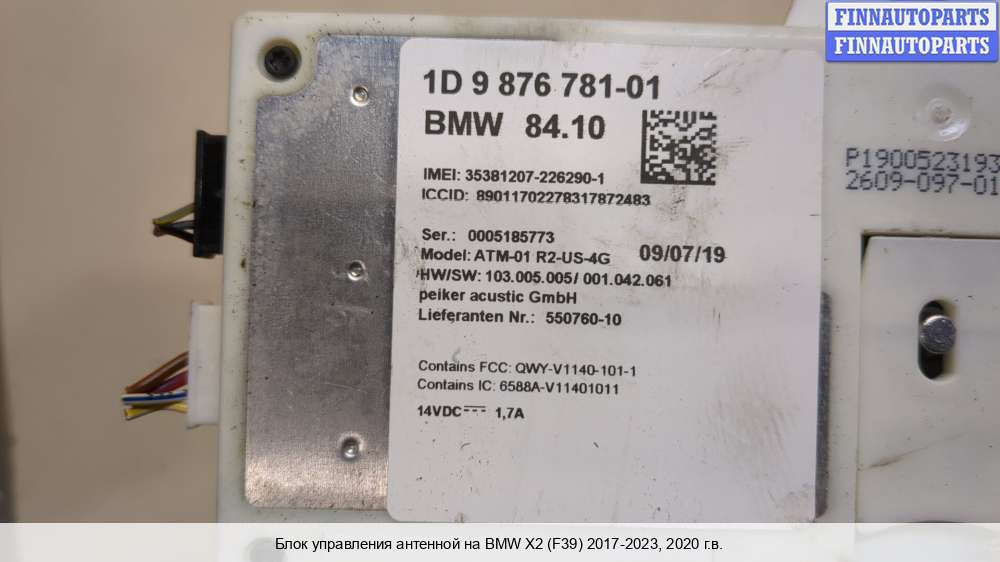 FINNAUTOPARTS
FINNAUTOPARTS
1D 9 876 781-01
BMW 84.10
IMEI: 35381207-226290-1
ICCID: 89011702278317872483
Ser.: 0005185773
Model: ATM-01 R2-US-4G 09/07/19
HW/SW: 103.005.005/ 001.042.061
peiker acustic GmbH
Lieferanten Nr.: 550760-10
Contains FCC: QWY-V1140-101-1
Contains IC: 6588A-V11401011
14VDC 1,7A
P1900523193
2609-097-01
Блок управления антенной на BMW X2 (F39) 2017-2023, 2020 г.в.